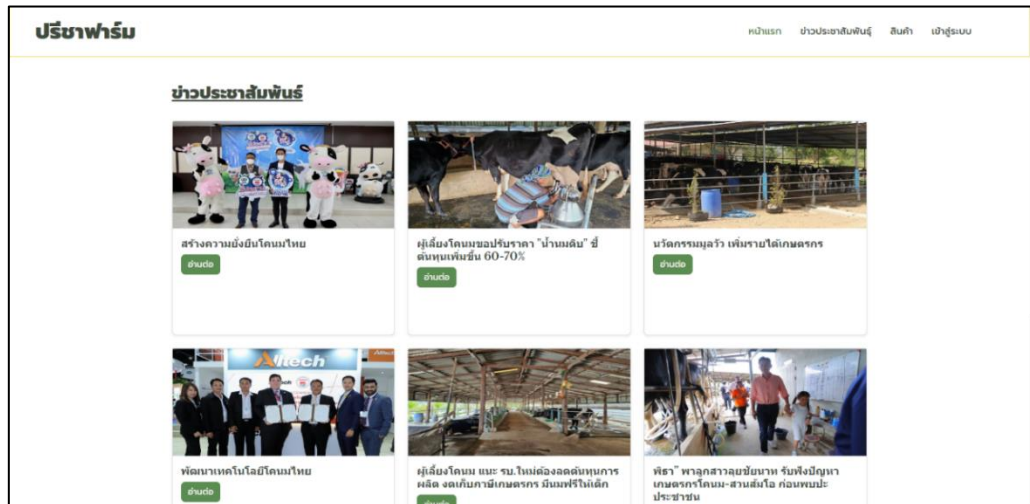 ปรีชาฟาร์ม
หน้าแรก ข่าวประชาสัมพันธุ์ สินค้า เข้าสู่ระบบ
ข่าวประชาสัมพันธ์
สร้างความยั่งยืนโคนมไทย
อ่านต่อ
ผู้เลี้ยงโคนมขอปรับราคา "น้ำนมดิบ" ชี้
ต้นทุนเพิ่มขึ้น 60-70%
อ่านต่อ
นวัตกรรมมูลวัว เพิ่มรายได้เกษตรกร
อ่านต่อ
Alltech
พัฒนาเทคโนโลยีโคนมไทย
อ่านต่อ
ผู้เลี้ยงโคนม แนะ รบ.ใหม่ต้องลดต้นทุนการ
ผลิต งดเก็บภาษีเกษตรกร มีนมฟรีให้เด็ก
อ่านต่อ
พิธา" พาลูกสาวลุยชัยนาท รับฟังปัญหา
เกษตรกรโคนม-สวนส้มโอ ก่อนพบปะ
ประชาชน